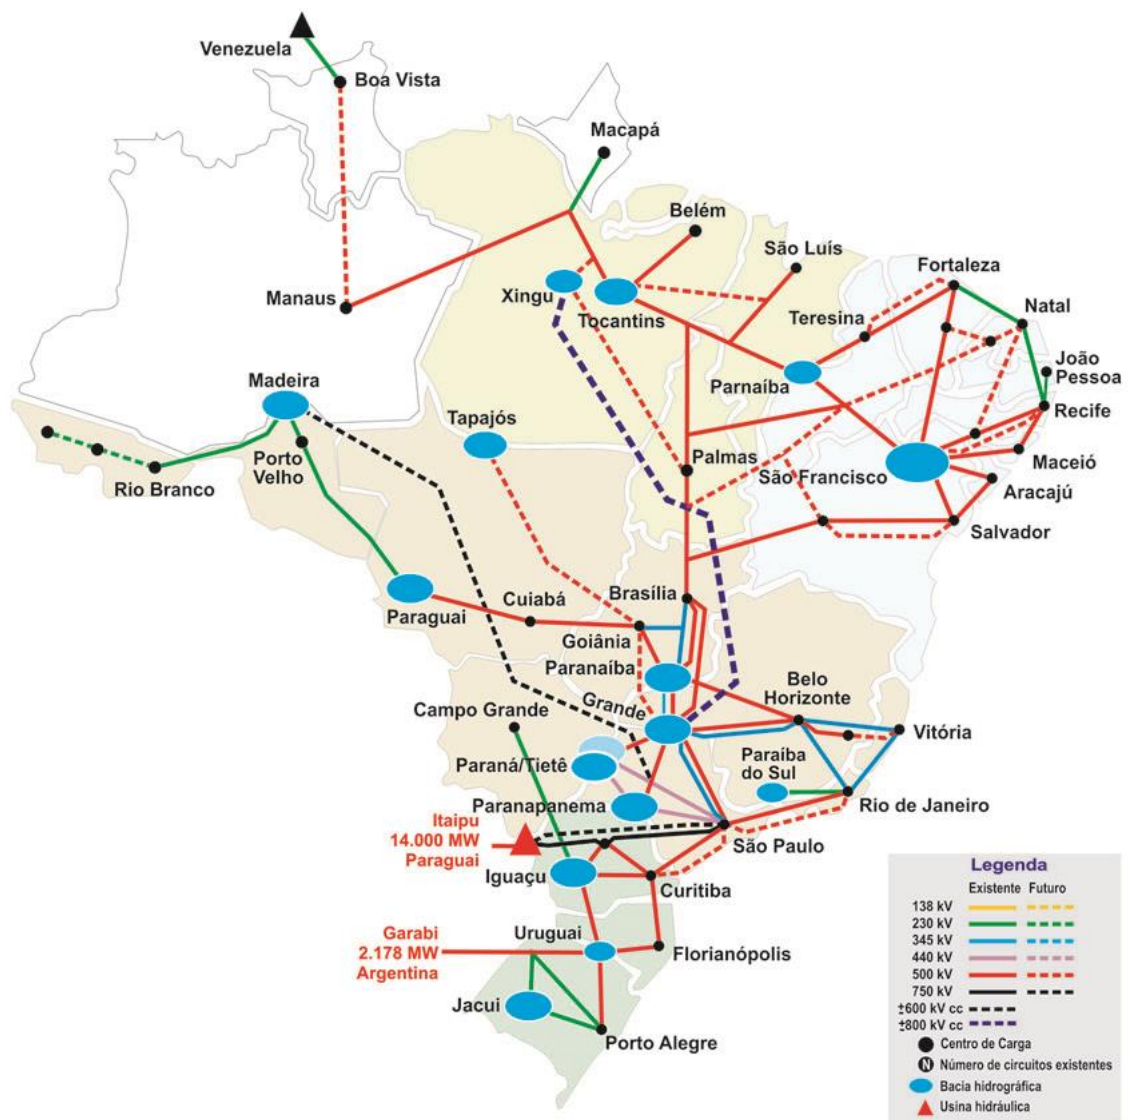 Venezuela
Boa Vista
Macapá
Belém
São Luís
Fortaleza
Manaus
Xingu
Tocantins
Teresina
Natal
João
Pessoa
Madeira
Tapajós
Parnaíba
Recife
Porto
Velho
Palmas
São Francisco
Maceió
Rio Branco
Aracajú
Salvador
Paraguai
Cuiabá
Brasília
Goiânia
Paranaíba
Belo
Horizonte
Campo Grande
Grande
Vitória
Paraná/Tietê
Paraíba
do Sul
Paranapanema
Rio de Janeiro
Itaipu
14.000 MW
Paraguai
São Paulo
Iguaçu
Curitiba
Garabi
2.178 MW
Argentina
Uruguai
Florianópolis
Jacui
Porto Alegre
Legenda
Existente Futuro
138 kV
230 kV
345 kV
440 kV
500 kV
750 kV
±600 kV cc
±800 kV cc
Centro de Carga
N Número de circuitos existentes
Bacia hidrográfica
Usina hidráulica